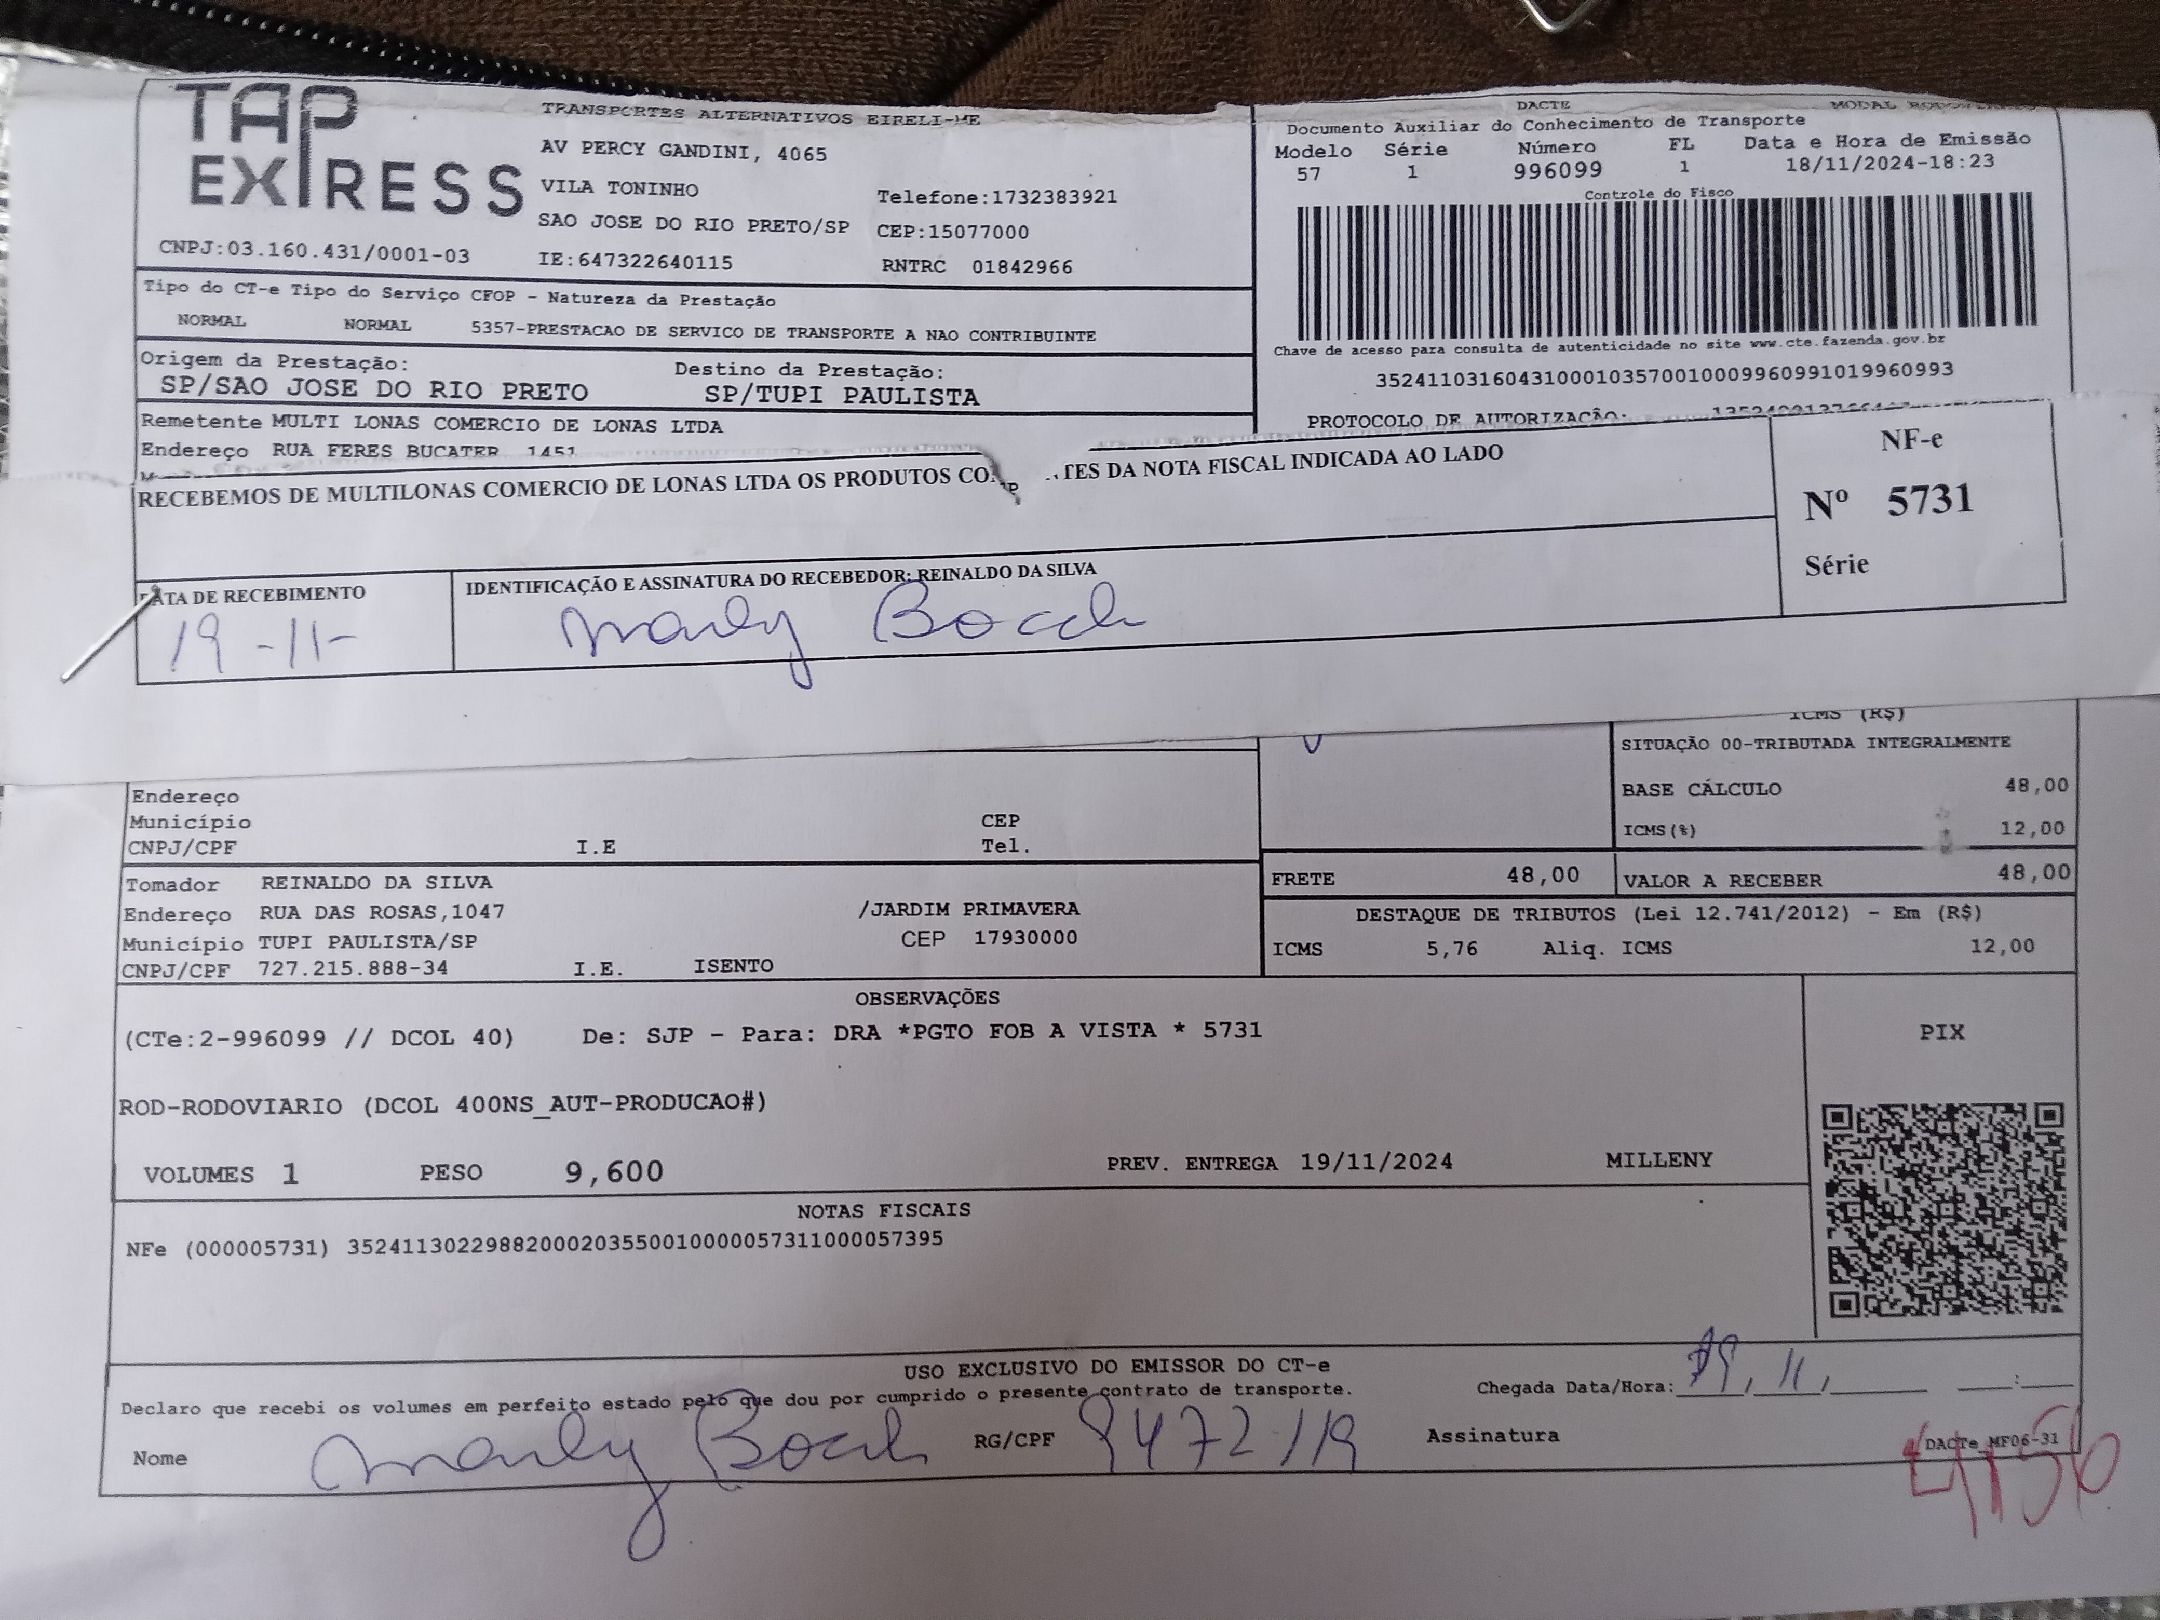 TAP EXPRESS
TRANSPORTES ALTERNATIVOS EIRELI-ME
AV PERCY GANDINI, 4065
VILA TONINHO
Telefone:1732383921
SAO JOSE DO RIO PRETO/SP CEP:15077000
CNPJ:03.160.431/0001-03 IE:647322640115 RNTRC 01842966
DACTE
Documento Auxiliar do Conhecimento de Transporte
Modelo Série Número FL Data e Hora de Emissão
57 1 996099 1 18/11/2024-18:23
Controle do Fisco
Chave de acesso para consulta de autenticidade no site www.cte.fazenda.gov.br
35241103160431000103570010009960991019960993
PROTOCOLO DE AUTORIZAÇÃO:
Tipo do CT-e Tipo do Serviço CFOP - Natureza da Prestação
NORMAL NORMAL 5357-PRESTACAO DE SERVICO DE TRANSPORTE A NAO CONTRIBUINTE
Origem da Prestação: Destino da Prestação:
SP/SAO JOSE DO RIO PRETO SP/TUPI PAULISTA
Remetente MULTI LONAS COMERCIO DE LONAS LTDA
Endereço RUA FERES BUCATER 1451
RECEBEMOS DE MULTILONAS COMERCIO DE LONAS LTDA OS PRODUTOS DA NOTA FISCAL INDICADA AO LADO
NF-e
Nº 5731
Série
DATA DE RECEBIMENTO IDENTIFICAÇÃO E ASSINATURA DO RECEBEDOR: REINALDO DA SILVA
19-11-
ICMS (R$)
SITUAÇÃO 00-TRIBUTADA INTEGRALMENTE
BASE CÁLCULO 48,00
ICMS(%) 12,00
Endereço
Município CEP
CNPJ/CPF I.E Tel.
FRETE 48,00 VALOR A RECEBER 48,00
Tomador REINALDO DA SILVA
Endereço RUA DAS ROSAS,1047 /JARDIM PRIMAVERA
Município TUPI PAULISTA/SP CEP 17930000
CNPJ/CPF 727.215.888-34 I.E. ISENTO
DESTAQUE DE TRIBUTOS (Lei 12.741/2012) - Em (R$)
ICMS 5,76 Aliq. ICMS 12,00
OBSERVAÇÕES
(CTe:2-996099 // DCOL 40) De: SJP - Para: DRA *PGTO FOB A VISTA * 5731
ROD-RODOVIARIO (DCOL 400NS_AUT-PRODUCAO#)
VOLUMES 1 PESO 9,600 PREV. ENTREGA 19/11/2024 MILLENY
PIX
NOTAS FISCAIS
NFe (000005731) 35241130229882000203550010000057311000057395
USO EXCLUSIVO DO EMISSOR DO CT-e
Declaro que recebi os volumes em perfeito estado pelo que dou por cumprido o presente contrato de transporte.
Chegada Data/Hora: 19, 11,
Nome RG/CPF Assinatura
DACTe MF06-31